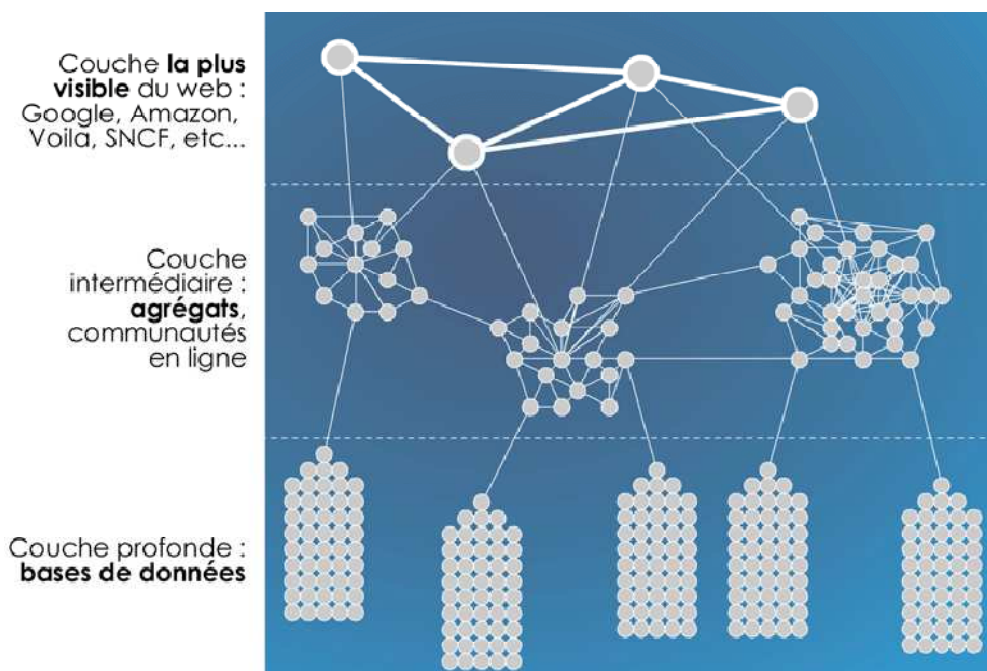 Couche la plus
visible du web :
Google, Amazon,
Voila, SNCF, etc...
Couche
intermédiaire :
agrégats,
communautés
en ligne
Couche profonde :
bases de données